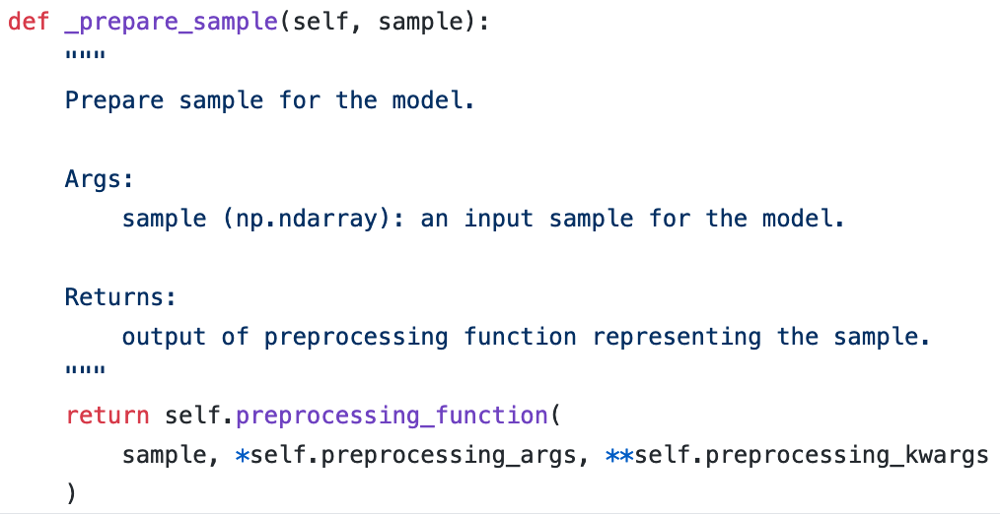 def _prepare_sample(self, sample):
    """
    Prepare sample for the model.

    Args:
        sample (np.ndarray): an input sample for the model.

    Returns:
        output of preprocessing function representing the sample.
    """
    return self.preprocessing_function(
        sample, *self.preprocessing_args, **self.preprocessing_kwargs
    )